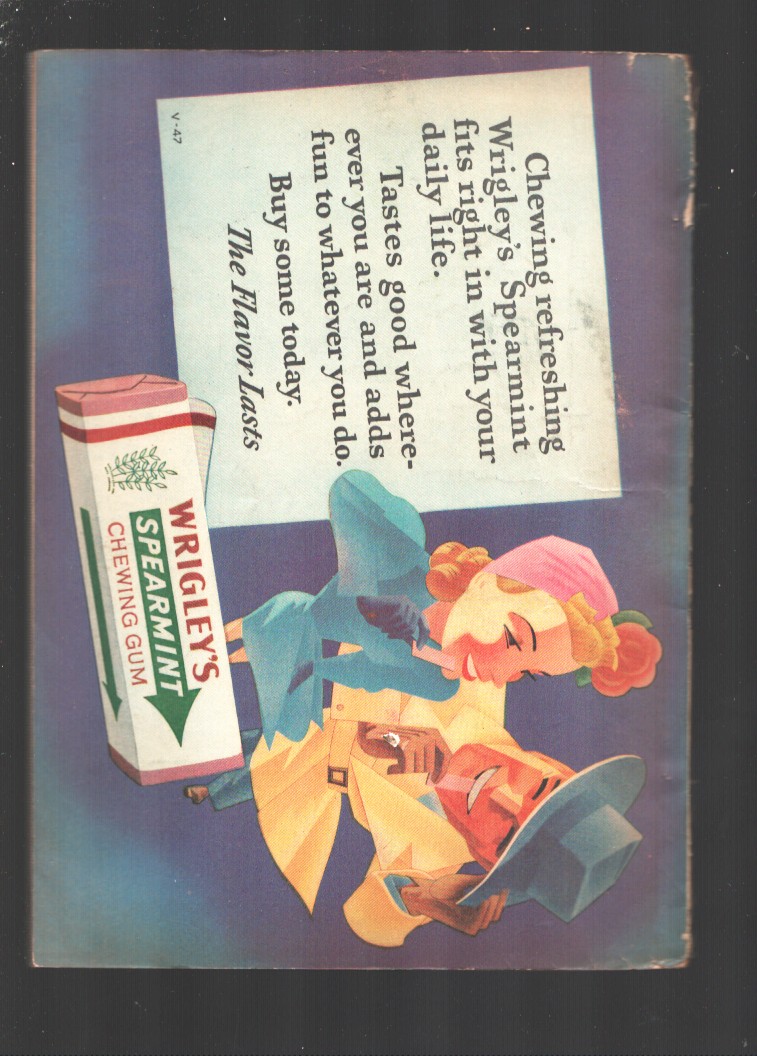 Chewing refreshing
Wrigley's Spearmint
fits right in with your
daily life.
Tastes good where-
ever you are and adds
fun to whatever you do.
Buy some today.
The Flavor Lasts
V-47
WRIGLEY'S
SPEARMINT
CHEWING GUM